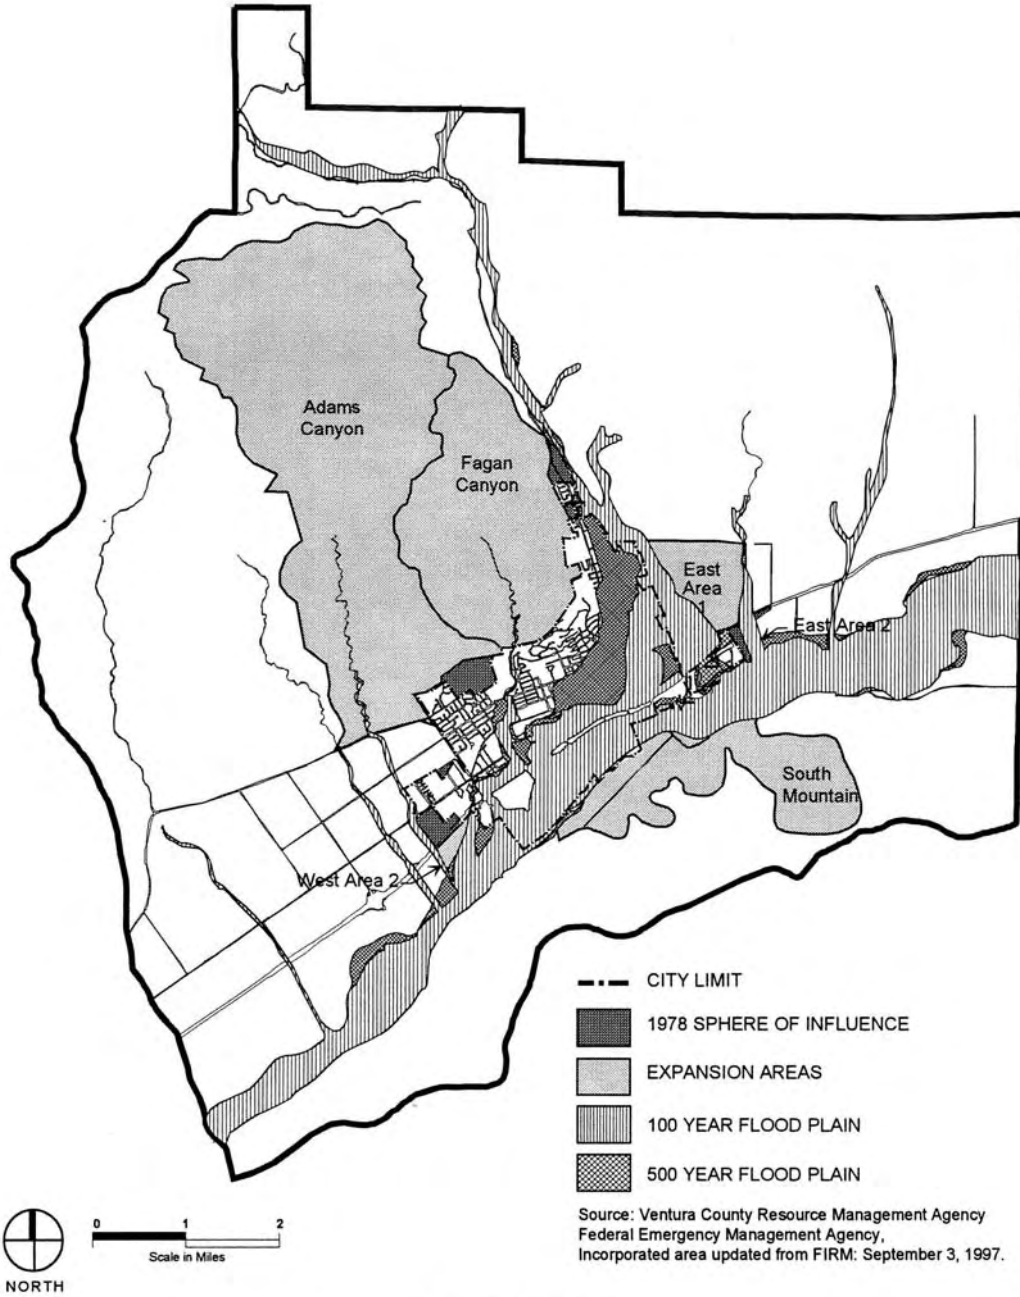 Adams
Canyon
Fagan
Canyon
East
Area
1
East Area 2
South
Mountain
West Area 2
CITY LIMIT
1978 SPHERE OF INFLUENCE
EXPANSION AREAS
100 YEAR FLOOD PLAIN
500 YEAR FLOOD PLAIN
Source: Ventura County Resource Management Agency
Federal Emergency Management Agency,
Incorporated area updated from FIRM: September 3, 1997.
0 1 2
Scale in Miles
NORTH